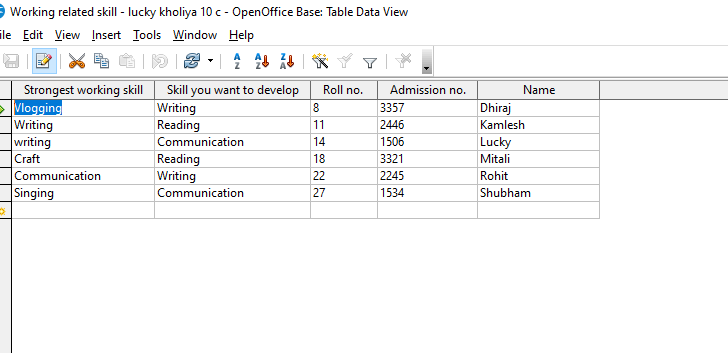 Working related skill - lucky kholiya 10 c - OpenOffice Base: Table Data View
ile Edit View Insert Tools Window Help
Strongest working skill Skill you want to develop Roll no. Admission no. Name
Vlogging Writing 8 3357 Dhiraj
Writing Reading 11 2446 Kamlesh
writing Communication 14 1506 Lucky
Craft Reading 18 3321 Mitali
Communication Writing 22 2245 Rohit
Singing Communication 27 1534 Shubham